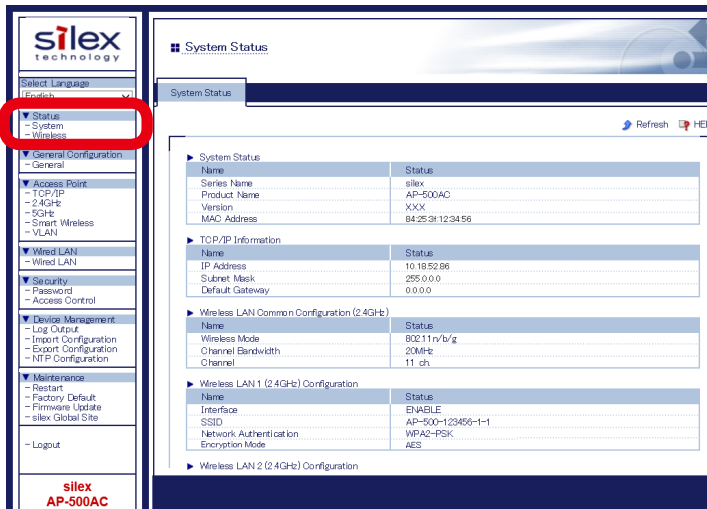 silex
technology
Select Language
English
▼ Status
- System
- Wireless
▼ General Configuration
- General
▼ Access Point
- TCP/IP
- 2.4GHz
- 5GHz
- Smart Wireless
- VLAN
▼ Wired LAN
- Wired LAN
▼ Security
- Password
- Access Control
▼ Device Management
- Log Output
- Import Configuration
- Export Configuration
- NTP Configuration
▼ Maintenance
- Restart
- Factory Default
- Firmware Update
- silex Global Site
- Logout
silex
AP-500AC
System Status
System Status
Refresh HEL
▶ System Status
Name Status
Series Name silex
Product Name AP-500AC
Version X.X.X
MAC Address 84:25:3f:12:34:56
▶ TCP/IP Information
Name Status
IP Address 10.18.52.86
Subnet Mask 255.0.0.0
Default Gateway 0.0.0.0
▶ Wireless LAN Common Configuration (2.4GHz)
Name Status
Wireless Mode 802.11n/b/g
Channel Bandwidth 20MHz
Channel 11 ch.
▶ Wireless LAN 1 (2.4GHz) Configuration
Name Status
Interface ENABLE
SSID AP-500-123456-1-1
Network Authentication WPA2-PSK
Encryption Mode AES
▶ Wireless LAN 2 (2.4GHz) Configuration